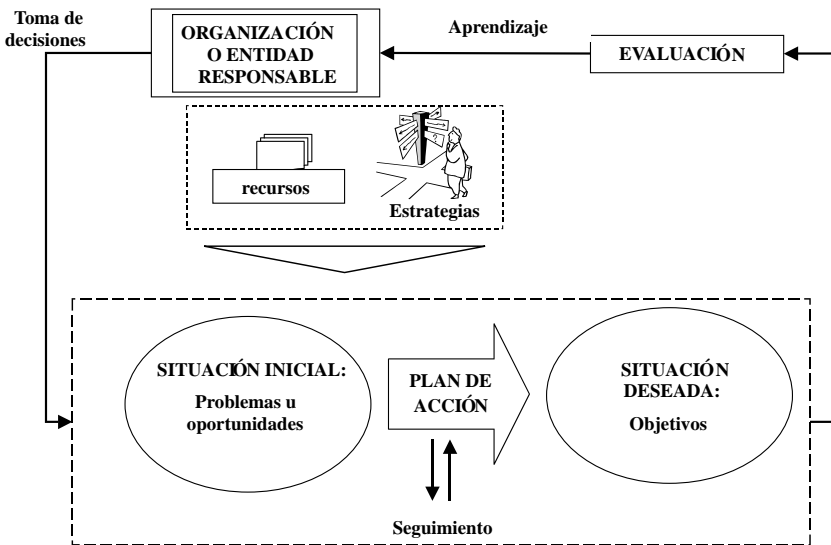 Toma de
decisiones
ORGANIZACIÓN
O ENTIDAD
RESPONSABLE
Aprendizaje
EVALUACIÓN
recursos
?
Estrategias
SITUACIÓN INICIAL:
Problemas u
oportunidades
PLAN DE
ACCIÓN
SITUACIÓN
DESEADA:
Objetivos
Seguimiento